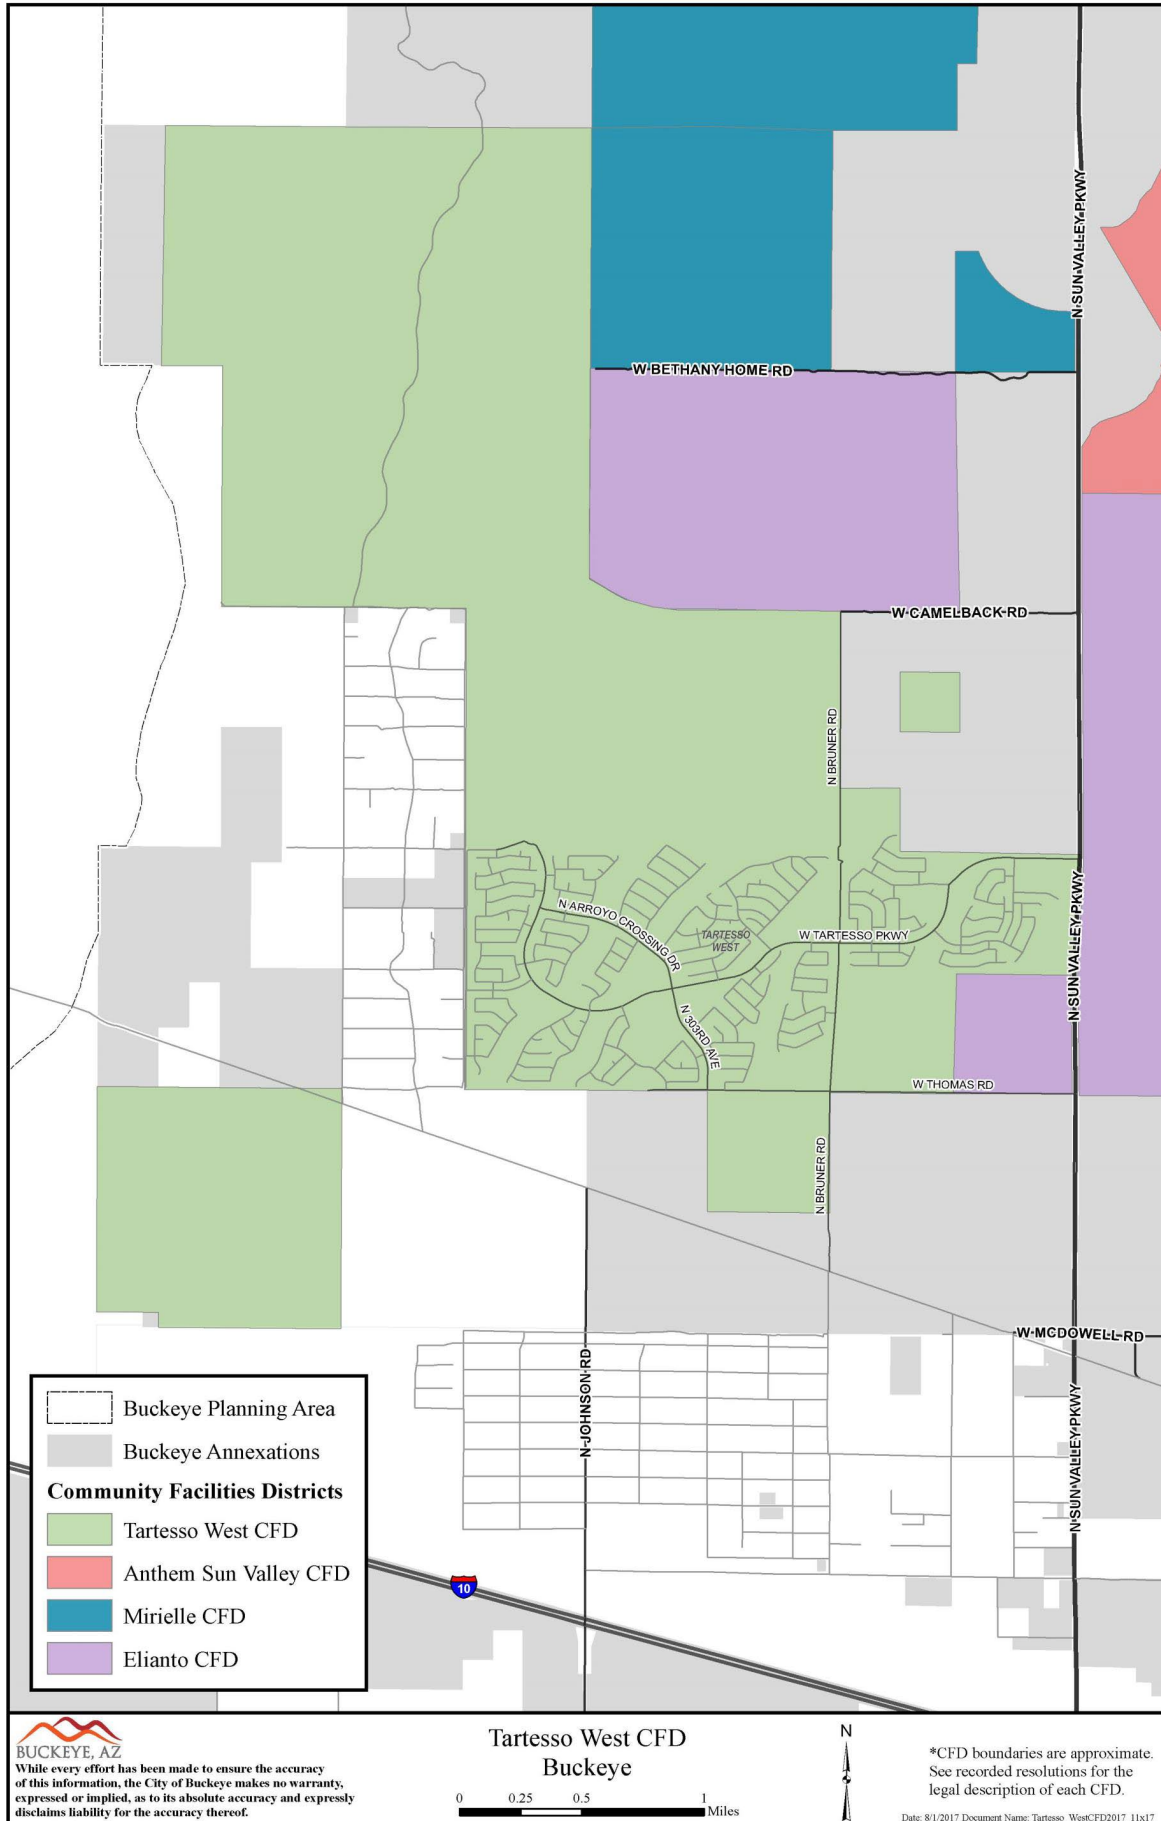 N SUN VALLEY PKWY
W BETHANY HOME RD
W CAMELBACK RD
N BRUNER RD
N ARROYO CROSSING DR
TARTESSO
WEST
W TARTESSO PKWY
N SUN VALLEY PKWY
N 303RD AVE
W THOMAS RD
N BRUNER RD
W MCDOWELL RD
N JOHNSON RD
N SUN VALLEY PKWY
10
Buckeye Planning Area
Buckeye Annexations
Community Facilities Districts
Tartesso West CFD
Anthem Sun Valley CFD
Mirielle CFD
Elianto CFD
BUCKEYE, AZ
While every effort has been made to ensure the accuracy
of this information, the City of Buckeye makes no warranty,
expressed or implied, as to its absolute accuracy and expressly
disclaims liability for the accuracy thereof.
Tartesso West CFD
Buckeye
0 0.25 0.5 1
Miles
N
*CFD boundaries are approximate.
See recorded resolutions for the
legal description of each CFD.
Date: 8/1/2017 Document Name: Tartesso_WestCFD2017_11x17